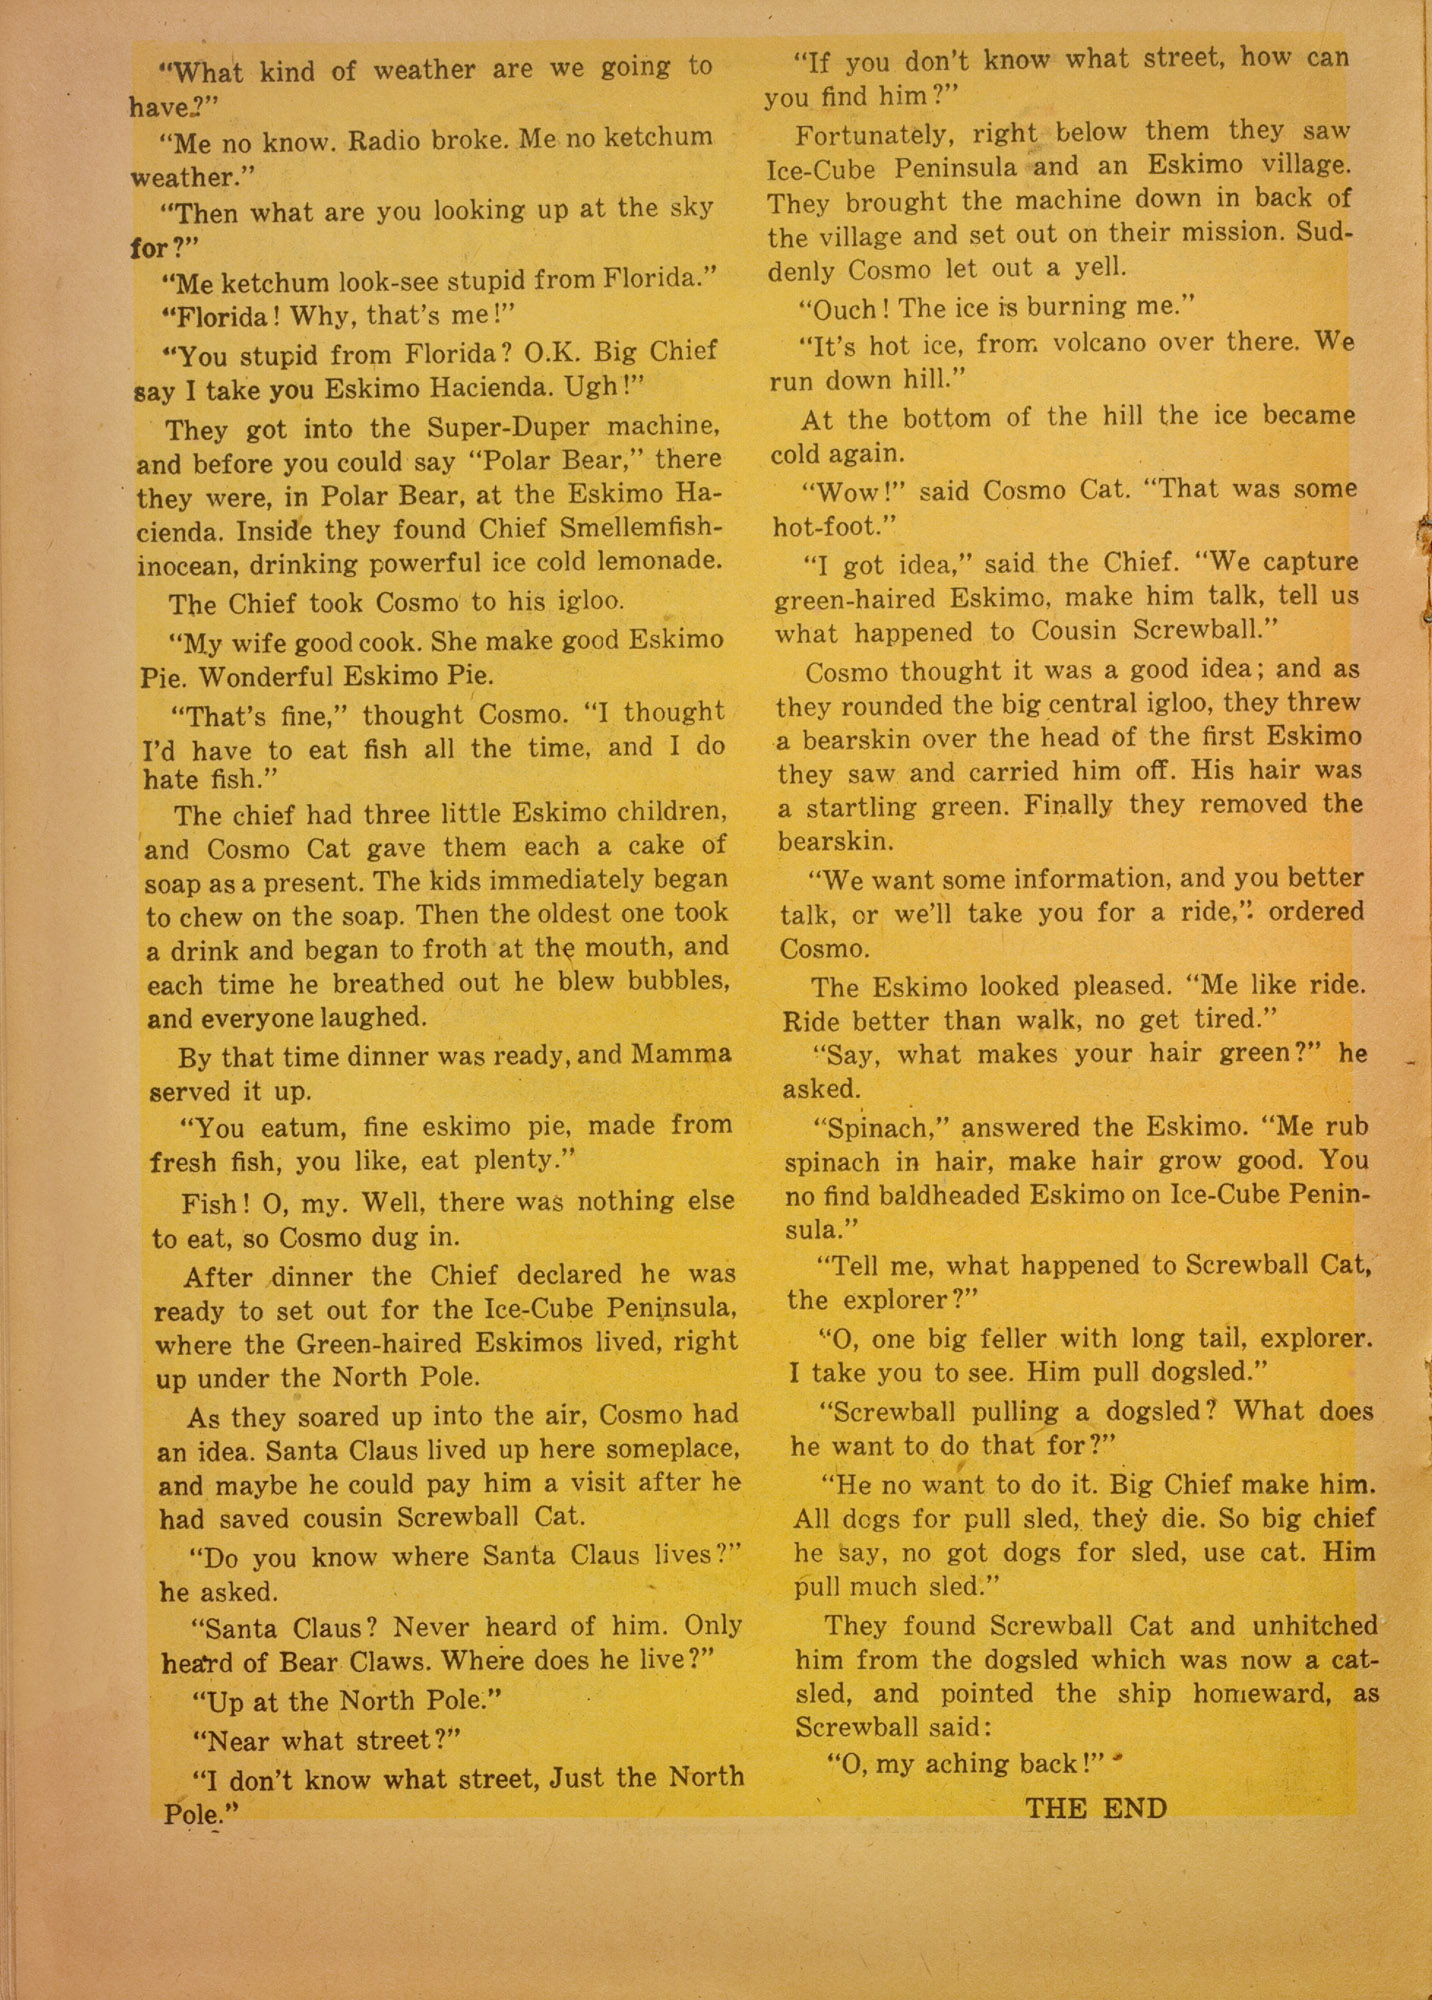 “What kind of weather are we going to
have?”
“Me no know. Radio broke. Me no ketchum
weather.”
“Then what are you looking up at the sky
for?”
“Me ketchum look-see stupid from Florida.”
“Florida! Why, that’s me!”
“You stupid from Florida? O.K. Big Chief
say I take you Eskimo Hacienda. Ugh!”
They got into the Super-Duper machine,
and before you could say “Polar Bear,” there
they were, in Polar Bear, at the Eskimo Ha-
cienda. Inside they found Chief Smellemfish-
inocean, drinking powerful ice cold lemonade.
The Chief took Cosmo to his igloo.
“My wife good cook. She make good Eskimo
Pie. Wonderful Eskimo Pie.
“That’s fine,” thought Cosmo. “I thought
I’d have to eat fish all the time, and I do
hate fish.”
The chief had three little Eskimo children,
and Cosmo Cat gave them each a cake of
soap as a present. The kids immediately began
to chew on the soap. Then the oldest one took
a drink and began to froth at the mouth, and
each time he breathed out he blew bubbles,
and everyone laughed.
By that time dinner was ready, and Mamma
served it up.
“You eatum, fine eskimo pie, made from
fresh fish, you like, eat plenty.”
Fish! O, my. Well, there was nothing else
to eat, so Cosmo dug in.
After dinner the Chief declared he was
ready to set out for the Ice-Cube Peninsula,
where the Green-haired Eskimos lived, right
up under the North Pole.
As they soared up into the air, Cosmo had
an idea. Santa Claus lived up here someplace,
and maybe he could pay him a visit after he
had saved cousin Screwball Cat.
“Do you know where Santa Claus lives?”
he asked.
“Santa Claus? Never heard of him. Only
heard of Bear Claws. Where does he live?”
“Up at the North Pole.”
“Near what street?”
“I don’t know what street, Just the North
Pole.”
“If you don’t know what street, how can
you find him?”
Fortunately, right below them they saw
Ice-Cube Peninsula and an Eskimo village.
They brought the machine down in back of
the village and set out on their mission. Sud-
denly Cosmo let out a yell.
“Ouch! The ice is burning me.”
“It’s hot ice, from volcano over there. We
run down hill.”
At the bottom of the hill the ice became
cold again.
“Wow!” said Cosmo Cat. “That was some
hot-foot.”
“I got idea,” said the Chief. “We capture
green-haired Eskimo, make him talk, tell us
what happened to Cousin Screwball.”
Cosmo thought it was a good idea; and as
they rounded the big central igloo, they threw
a bearskin over the head of the first Eskimo
they saw and carried him off. His hair was
a startling green. Finally they removed the
bearskin.
“We want some information, and you better
talk, or we’ll take you for a ride,” ordered
Cosmo.
The Eskimo looked pleased. “Me like ride.
Ride better than walk, no get tired.”
“Say, what makes your hair green?” he
asked.
“Spinach,” answered the Eskimo. “Me rub
spinach in hair, make hair grow good. You
no find baldheaded Eskimo on Ice-Cube Penin-
sula.”
“Tell me, what happened to Screwball Cat,
the explorer?”
“O, one big feller with long tail, explorer.
I take you to see. Him pull dogsled.”
“Screwball pulling a dogsled? What does
he want to do that for?”
“He no want to do it. Big Chief make him.
All dogs for pull sled, they die. So big chief
he say, no got dogs for sled, use cat. Him
pull much sled.”
They found Screwball Cat and unhitched
him from the dogsled which was now a cat-
sled, and pointed the ship homeward, as
Screwball said:
“O, my aching back!”
THE END